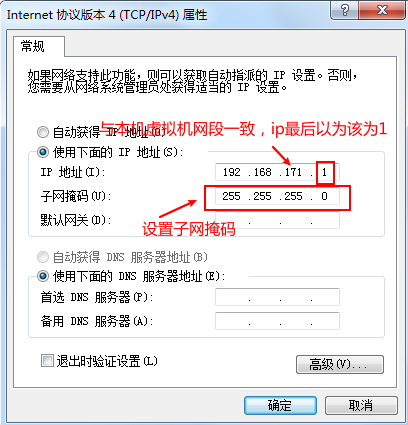 Internet 协议版本 4 (TCP/IPv4) 属性
常规
如果网络支持此功能，则可以获取自动指派的 IP 设置。否则，
您需要从网络系统管理员处获得适当的 IP 设置。
与本机虚拟机网段一致，ip最后以为该为1
自动获得 IP 地址(O)
使用下面的 IP 地址(S):
IP 地址(I): 192 .168 .171 . 1
子网掩码(U): 255 .255 .255 . 0
默认网关(D): . . .
设置子网掩码
自动获得 DNS 服务器地址(B)
使用下面的 DNS 服务器地址(E):
首选 DNS 服务器(P): . . .
备用 DNS 服务器(A): . . .
退出时验证设置(L)
高级(V)...
确定
取消